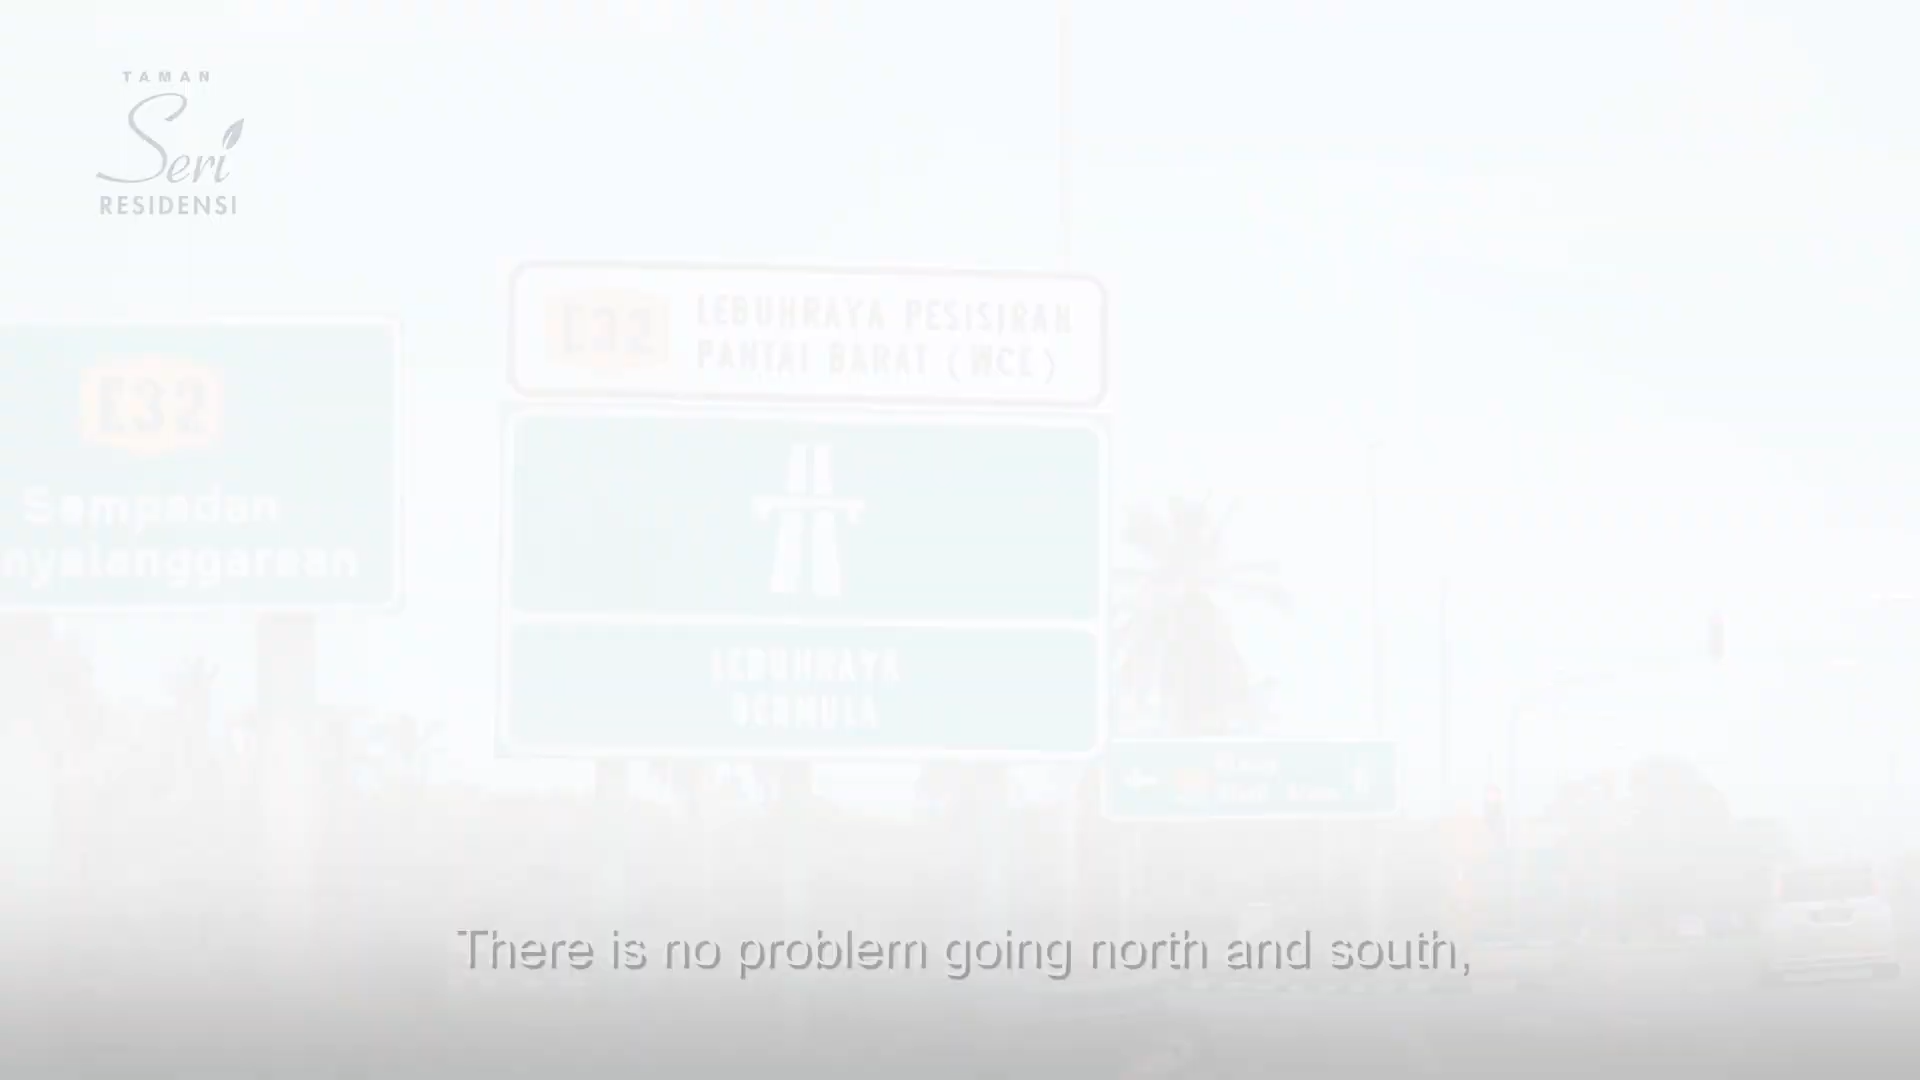 TAMAN
Seri
RESIDENSI
E32
LEBUHRAYA PESISIRAN
PANTAI BARAT (WCE)
E32
Sempadan
nyelenggaraan
LEBUHRAYA
BERMULA
There is no problem going north and south,